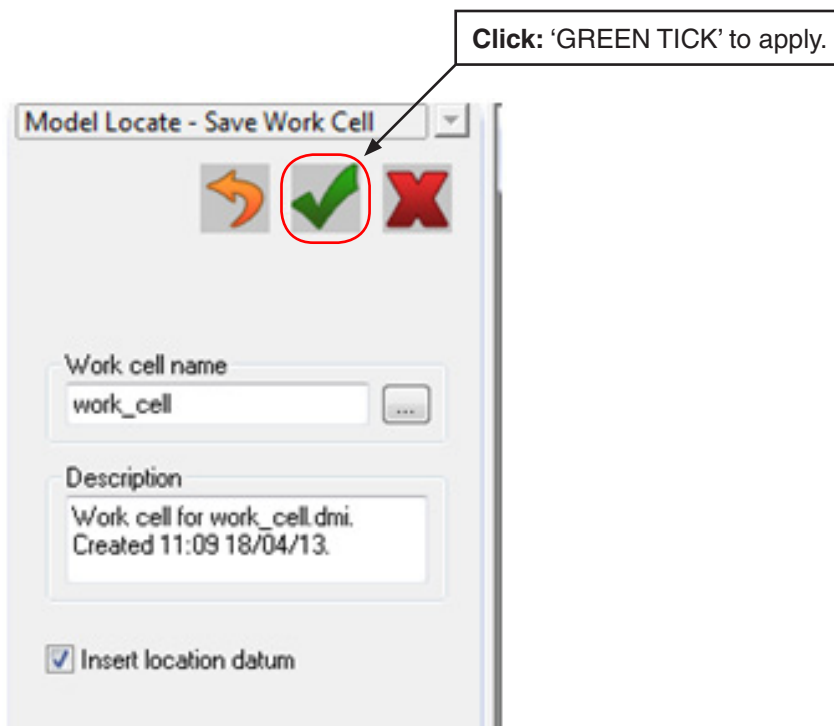 Click: ‘GREEN TICK’ to apply.
Model Locate - Save Work Cell
Work cell name
work_cell
...
Description
Work cell for work_cell.dmi.
Created 11:09 18/04/13.
Insert location datum